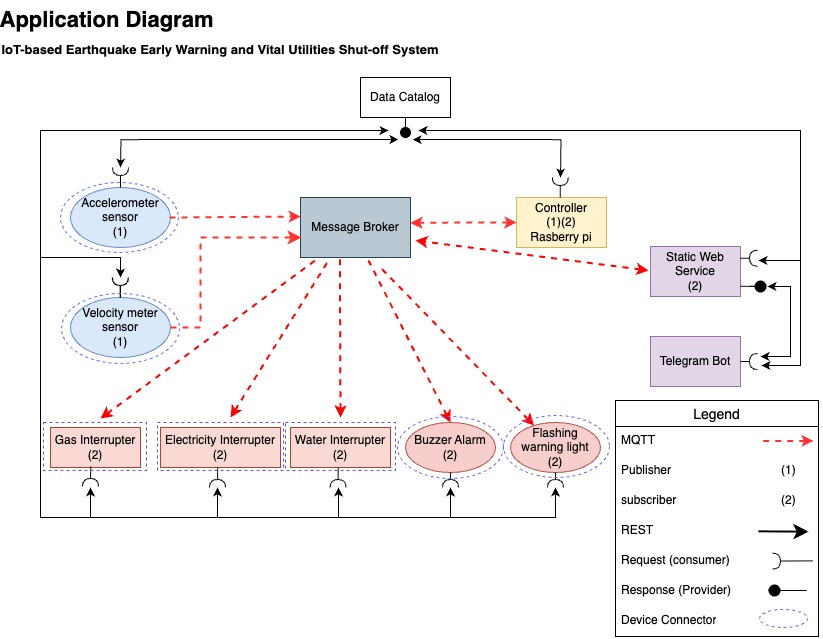 Application Diagram
IoT-based Earthquake Early Warning and Vital Utilities Shut-off System
Data Catalog
Accelerometer
sensor
(1)
Message Broker
Controller
(1)(2)
Rasberry pi
Static Web
Service
(2)
Velocity meter
sensor
(1)
Telegram Bot
Gas Interrupter
(2)
Electricity Interrupter
(2)
Water Interrupter
(2)
Buzzer Alarm
(2)
Flashing
warning light
(2)
Legend
MQTT
Publisher (1)
subscriber (2)
REST
Request (consumer)
Response (Provider)
Device Connector